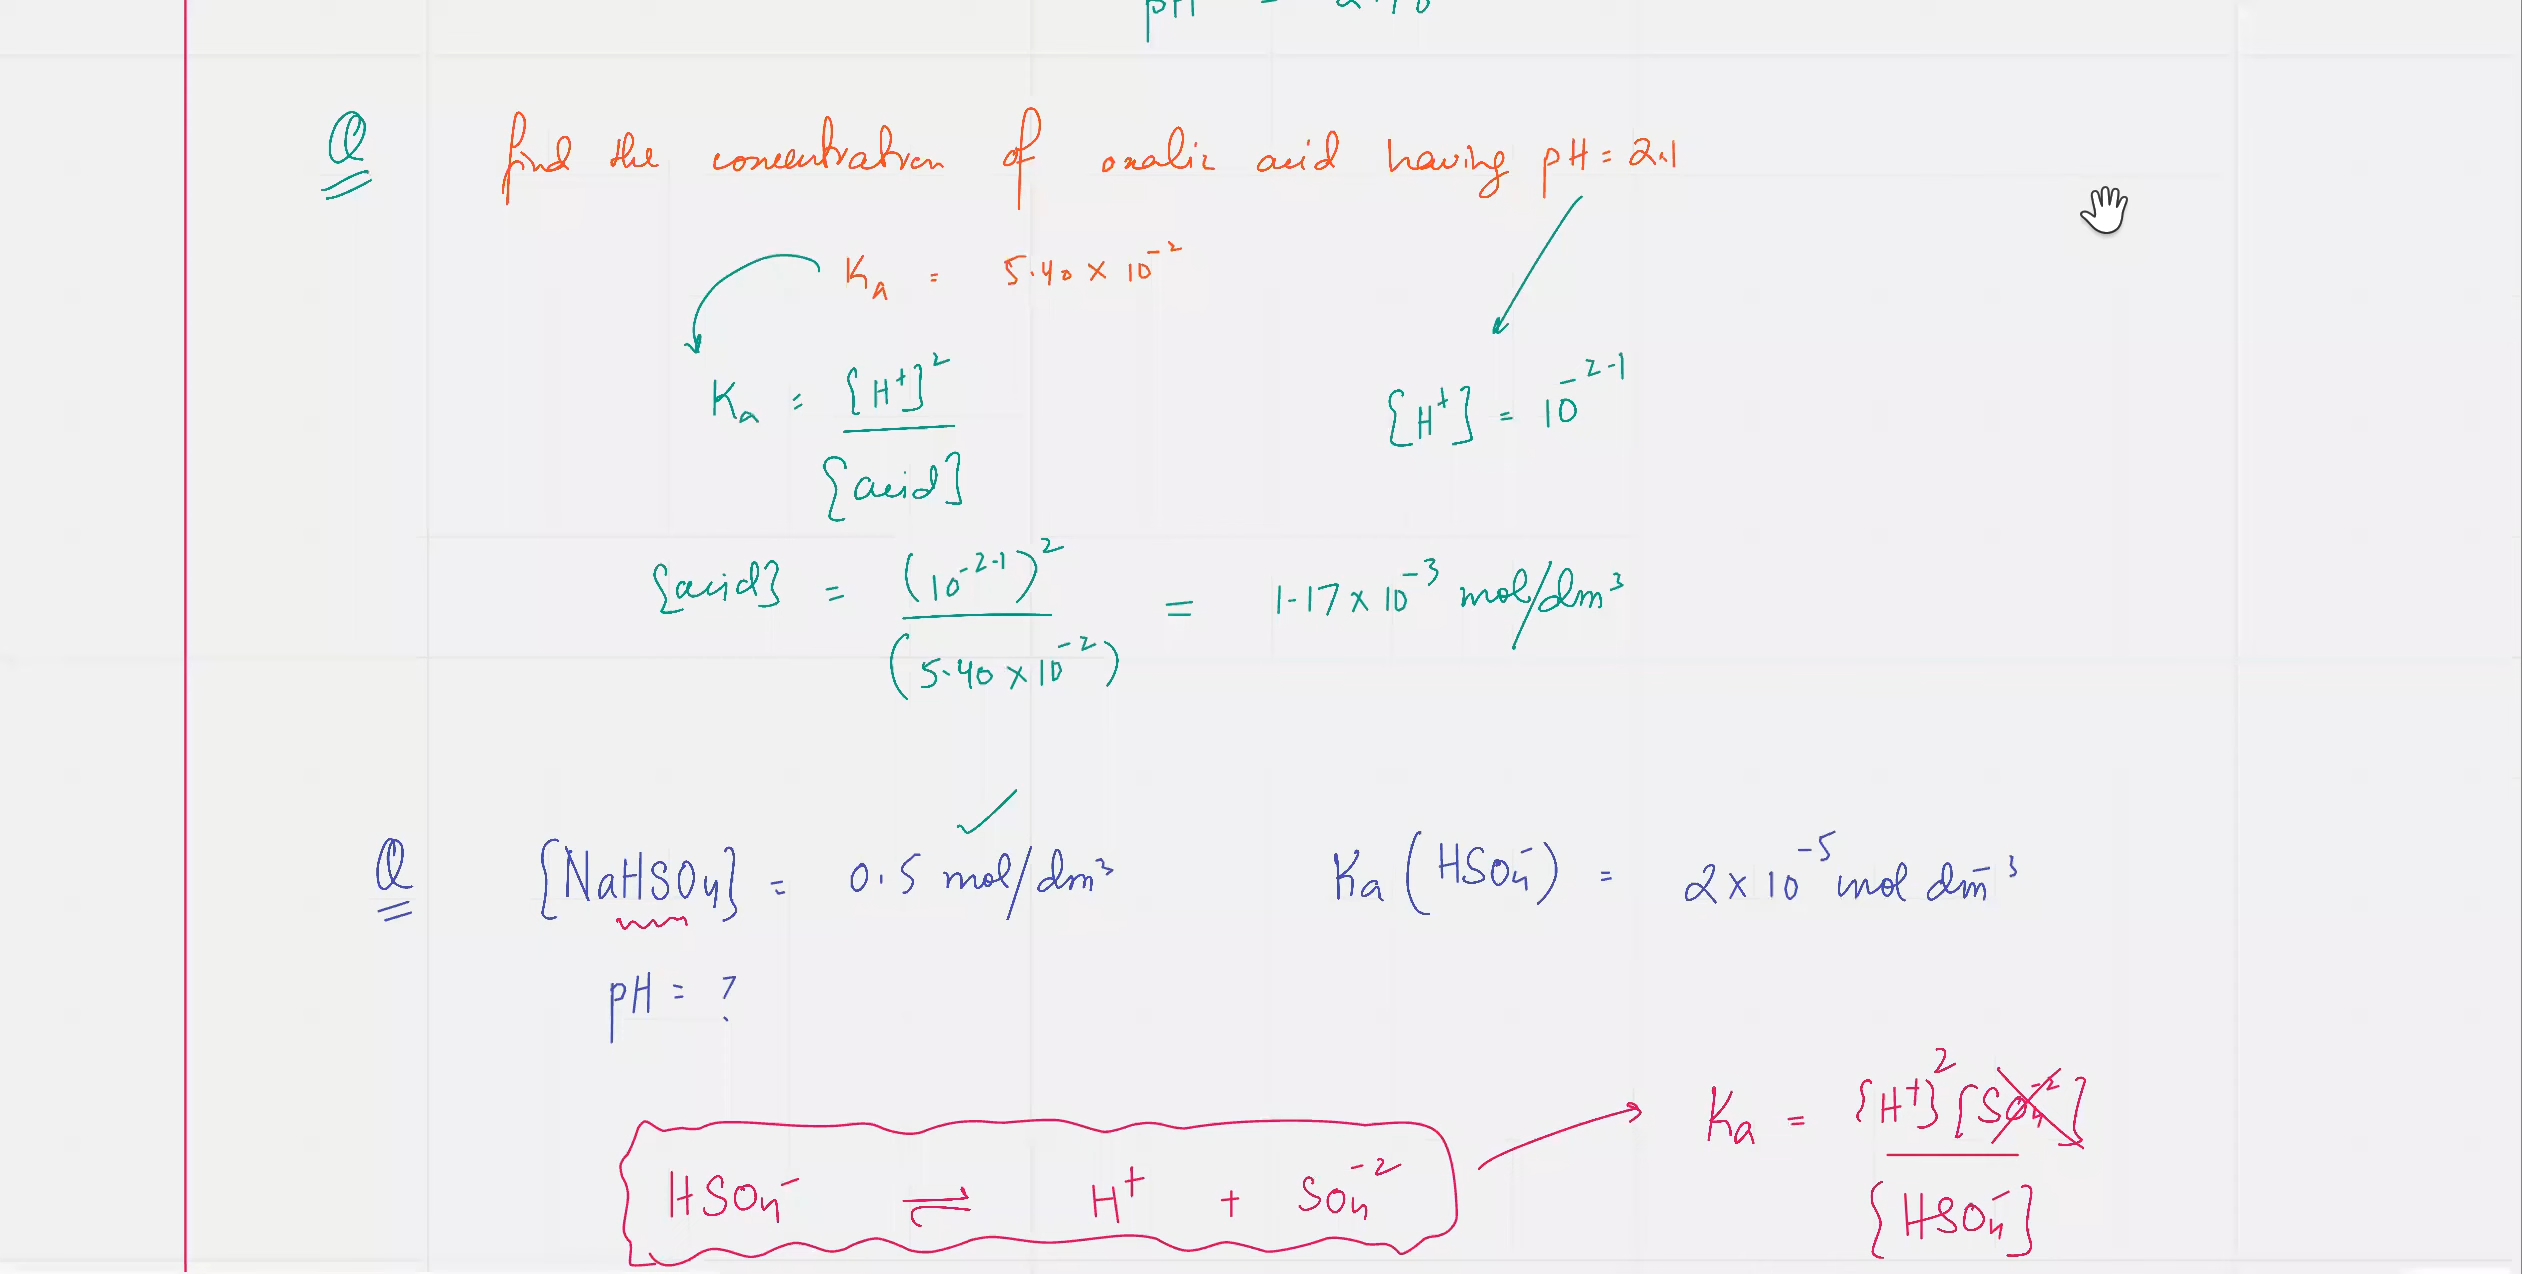 pH = 2.10
Q find the concentration of oxalic acid having pH = 2.1
Ka = 5.40 × 10⁻²
Ka = [H⁺]² / [acid]
[H⁺] = 10⁻²·¹
[acid] = (10⁻²·¹)² / (5.40 × 10⁻²) = 1.17 × 10⁻³ mol/dm³
Q [NaHSO₄] = 0.5 mol/dm³ Ka (HSO₄⁻) = 2 × 10⁻⁵ mol dm⁻³
pH = ?
HSO₄⁻ ⇌ H⁺ + SO₄⁻²
Ka = [H⁺]² [SO₄⁻²] / [HSO₄⁻]